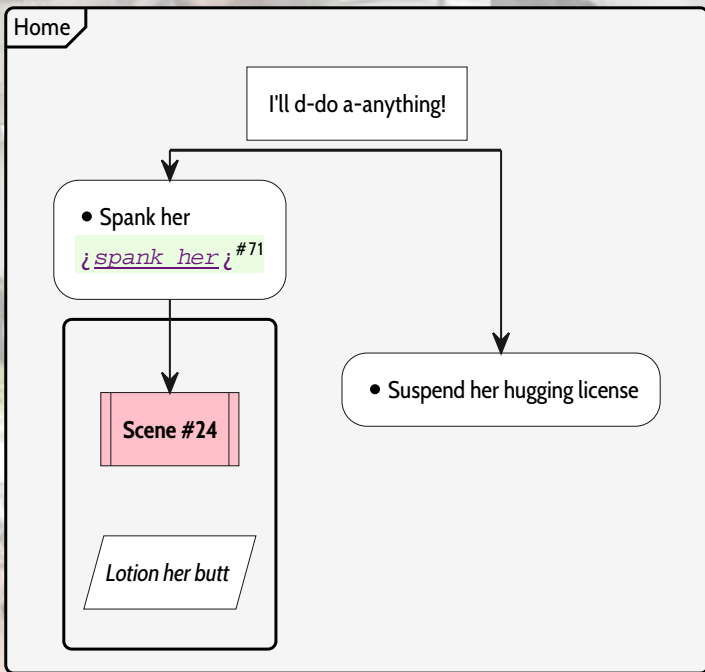 Home
I'll d-do a-anything!
• Spank her
¿spank her¿#71
• Suspend her hugging license
Scene #24
Lotion her butt